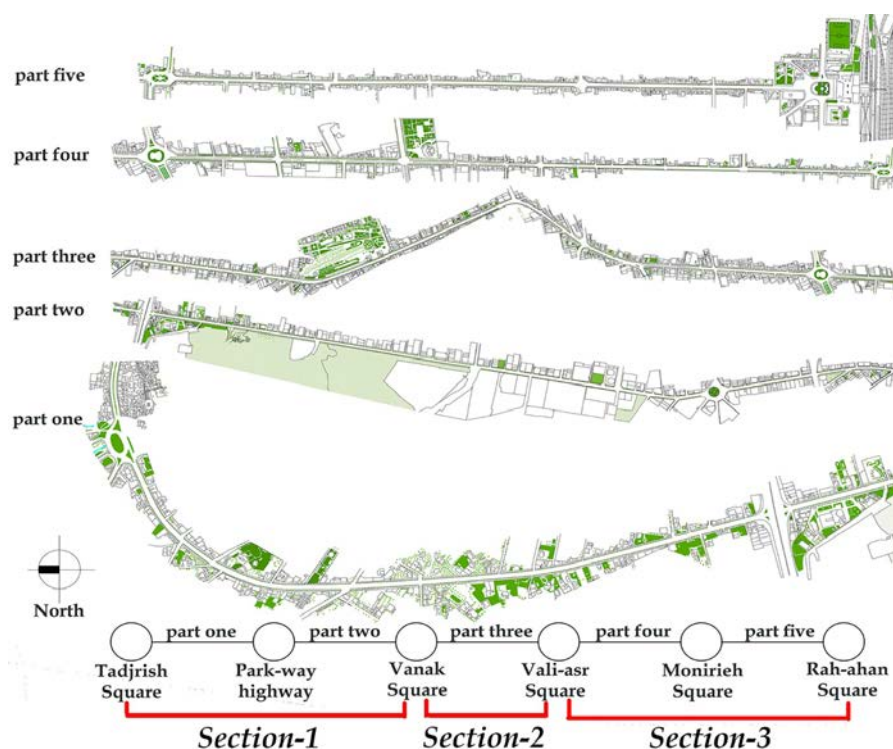 part five
part four
part three
part two
part one
North
part one part two part three part four part five
Tadjrish Square
Park-way highway
Vanak Square
Vali-asr Square
Monirieh Square
Rah-ahan Square
Section-1 Section-2 Section-3